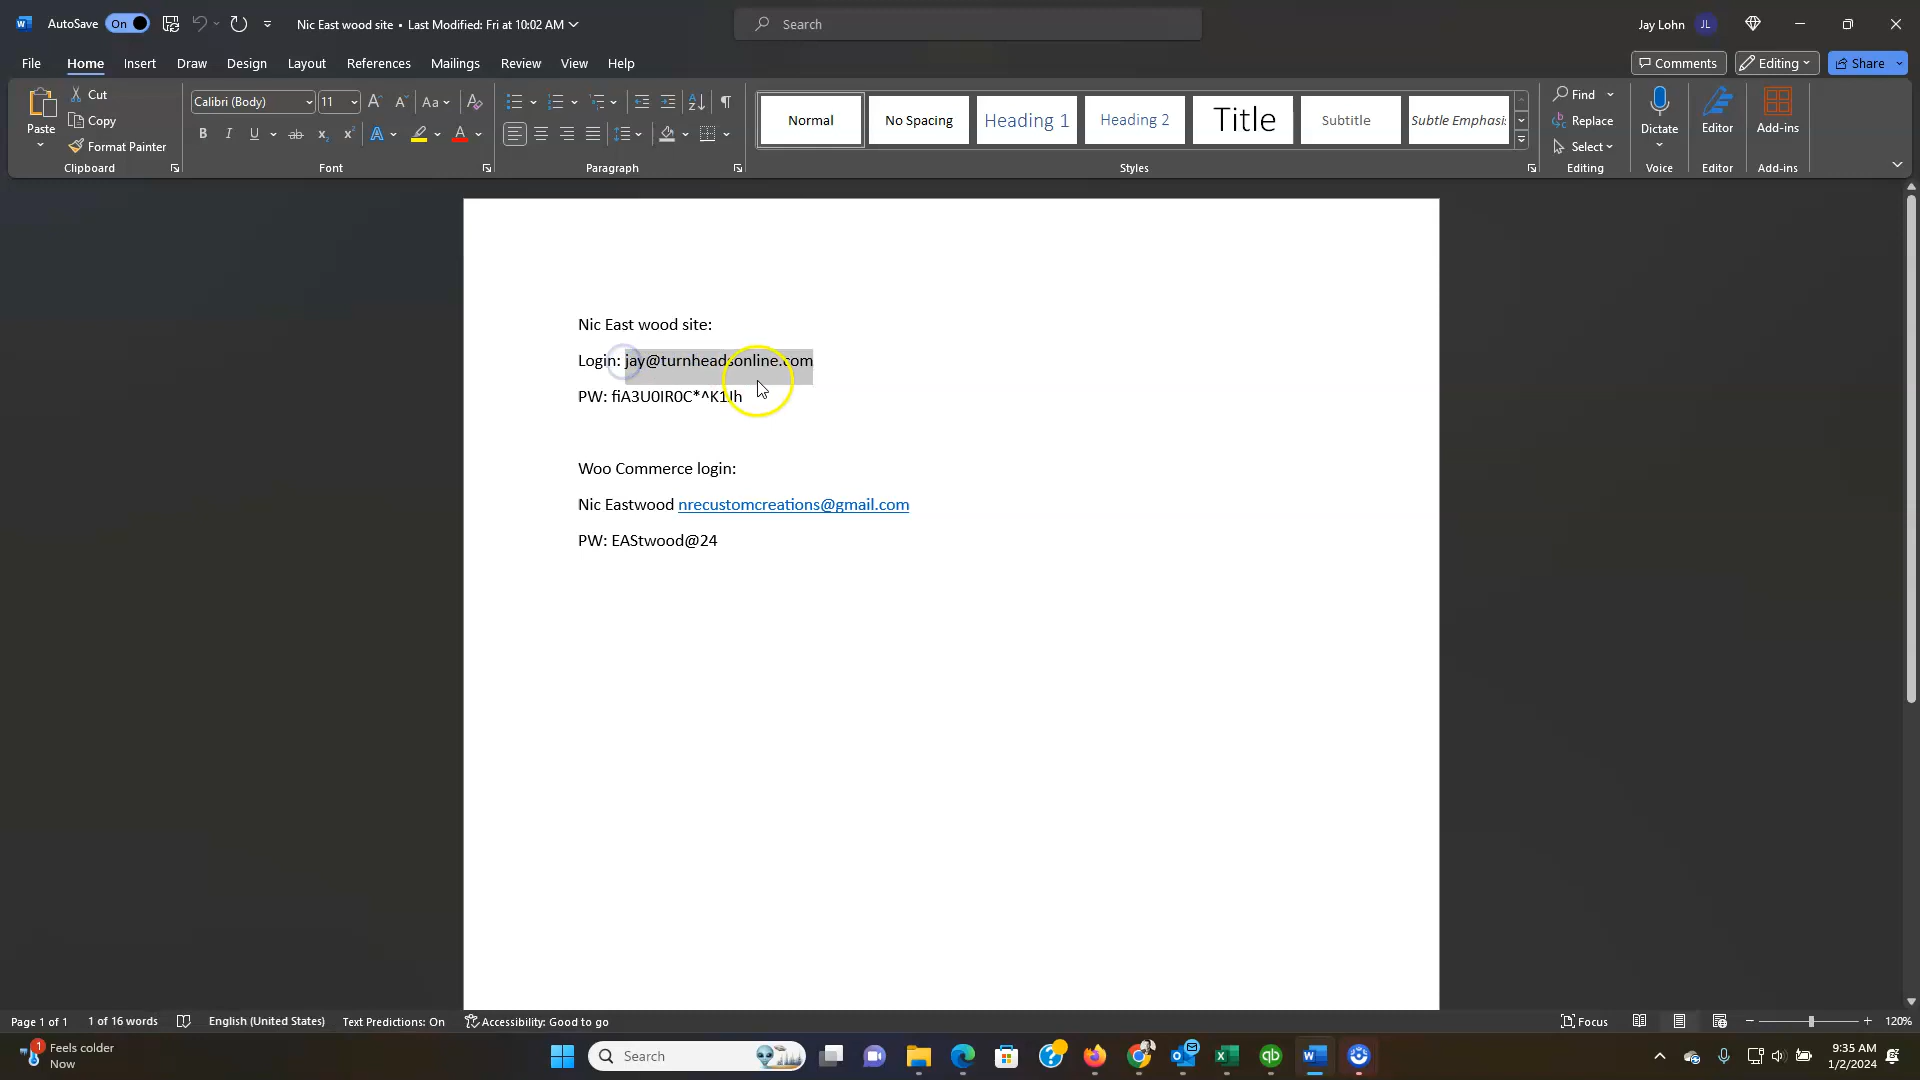 AutoSave On Nic East wood site • Last Modified: Fri at 10:02 AM Search Jay Lohn JL
File Home Insert Draw Design Layout References Mailings Review View Help Comments Editing Share
Paste Cut Copy Format Painter
Calibri (Body) 11 Aa
Normal No Spacing Heading 1 Heading 2 Title Subtitle Subtle Emphasis
Find Replace Select Dictate Editor Add-ins
Clipboard Font Paragraph Styles Editing Voice Editor Add-ins
Nic East wood site:
Login: jay@turnheadsonline.com
PW:
Woo Commerce login:
Nic Eastwood nrecustomcreations@gmail.com
PW: EAStwood@24
Page 1 of 1 1 of 16 words English (United States) Text Predictions: On Accessibility: Good to go Focus 120%
1 Feels colder
Now
Search
9:35 AM
1/2/2024